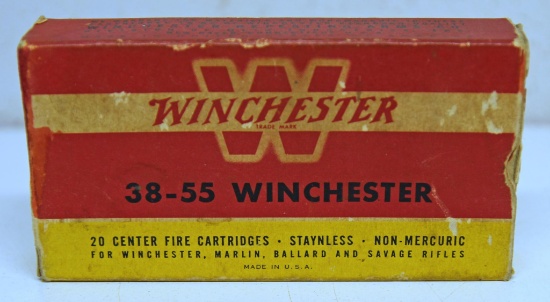 W
WINCHESTER
TRADE MARK
38-55 WINCHESTER
20 CENTER FIRE CARTRIDGES • STAYNLESS • NON-MERCURIC
FOR WINCHESTER, MARLIN, BALLARD AND SAVAGE RIFLES
MADE IN U.S.A.